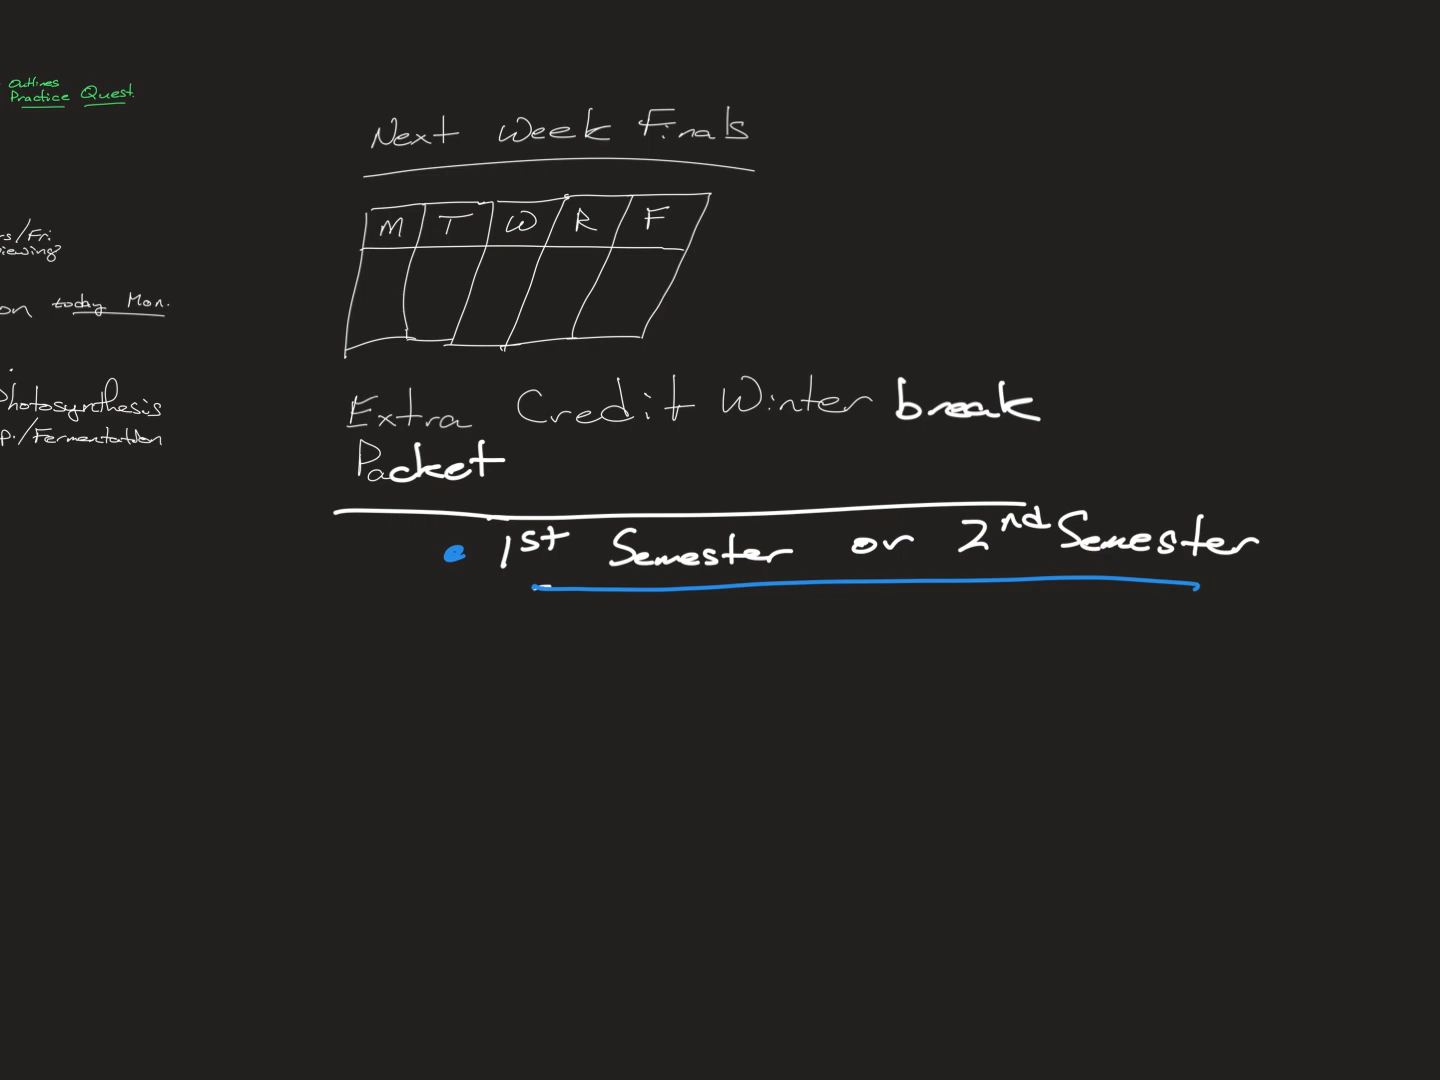 Outlines
Practice Quest
rs/Fri.
iewing
on today Mon.
Photosynthesis
p./Fermentation
Next Week Finals
M T W R F
Extra Credit Winter break
Packet
• 1st Semester or 2nd Semester